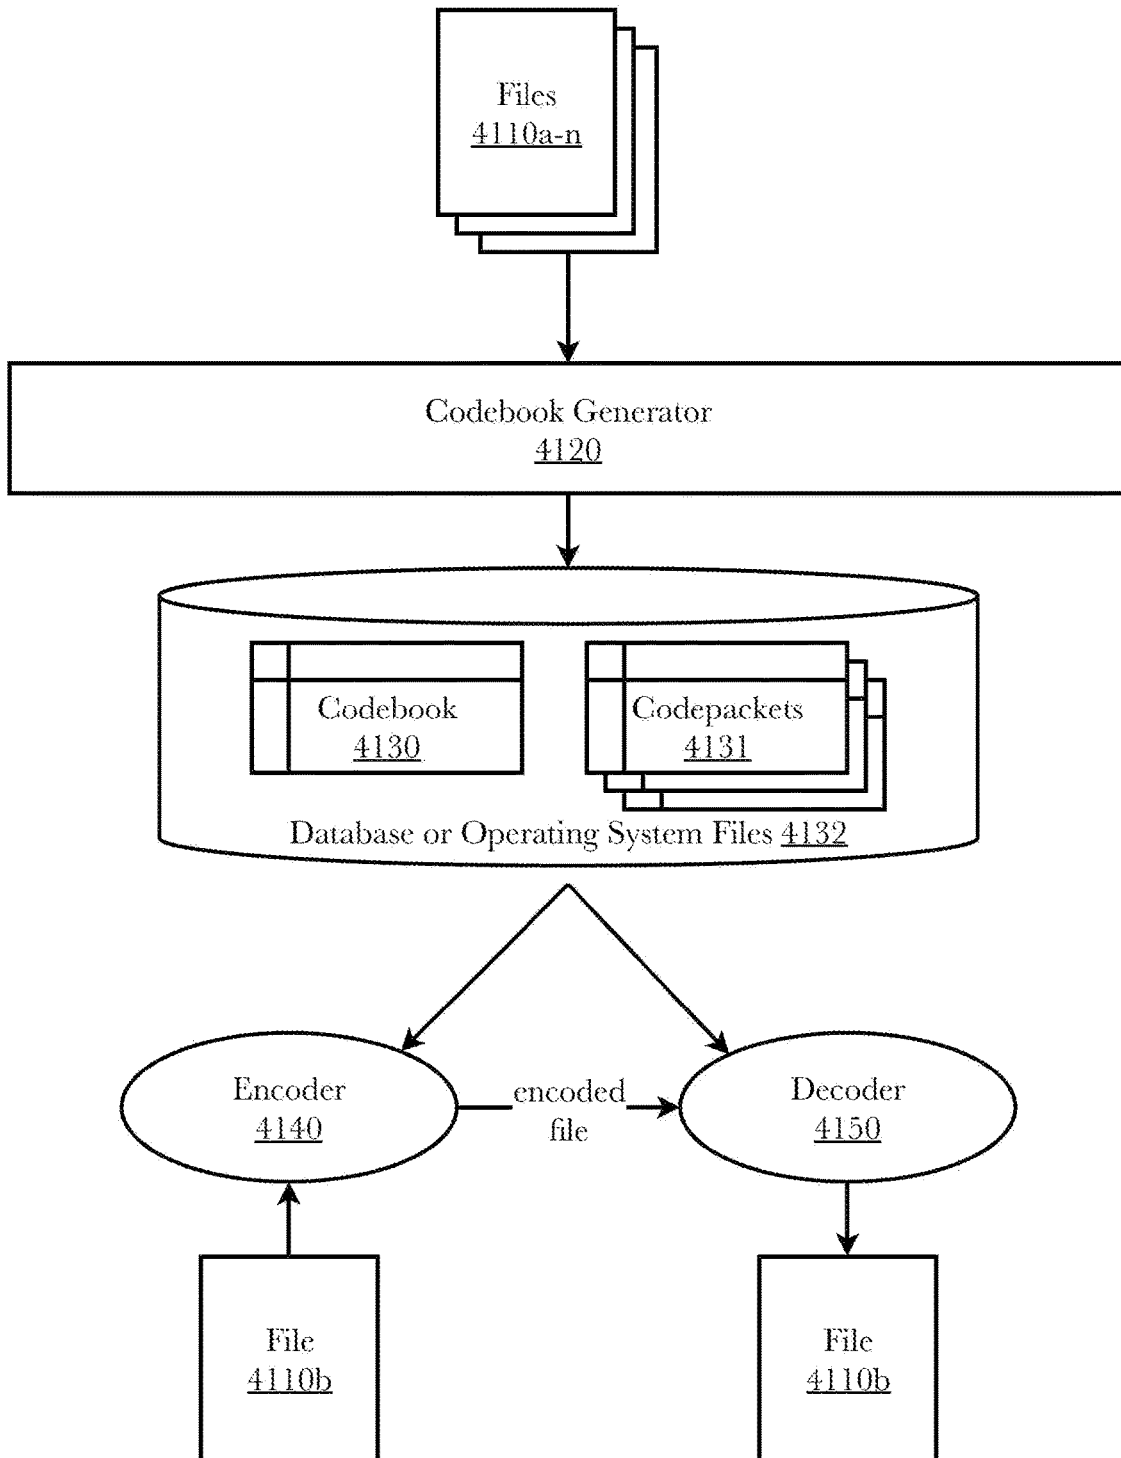 Files
4110a-n
Codebook Generator
4120
Codebook
4130
Codepackets
4131
Database or Operating System Files 4132
Encoder
4140
encoded
file
Decoder
4150
File
4110b
File
4110b